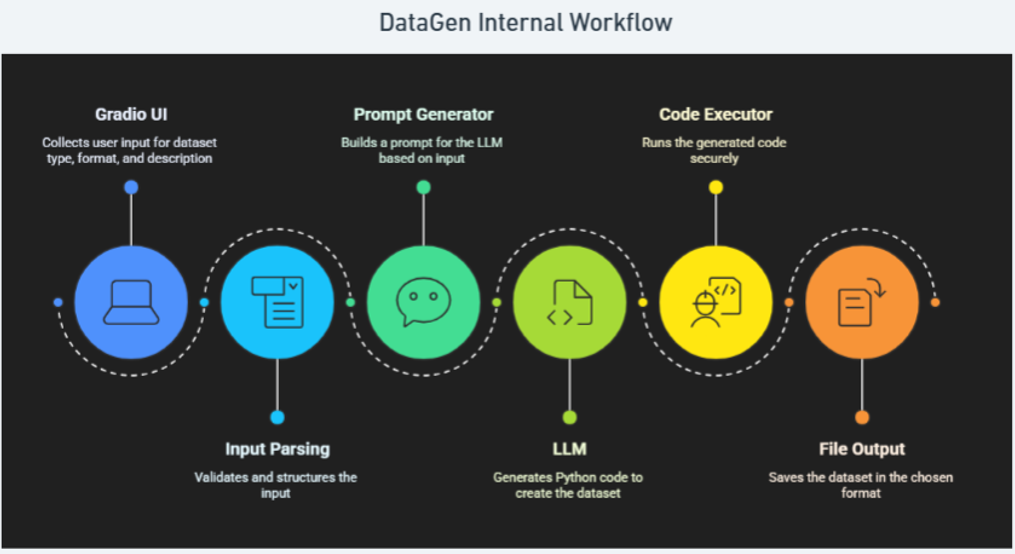 DataGen Internal Workflow
Gradio UI
Collects user input for dataset
type, format, and description
Prompt Generator
Builds a prompt for the LLM
based on input
Code Executor
Runs the generated code
securely
</>
Input Parsing
Validates and structures the
input
LLM
Generates Python code to
create the dataset
File Output
Saves the dataset in the chosen
format